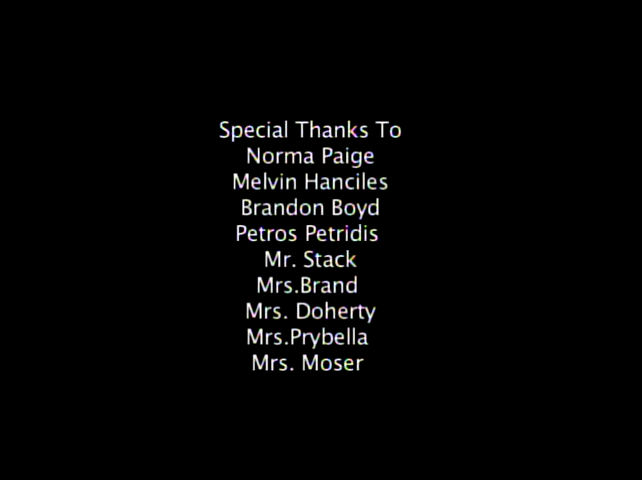 Special Thanks To
Norma Paige
Melvin Hanciles
Brandon Boyd
Petros Petridis
Mr. Stack
Mrs.Brand
Mrs. Doherty
Mrs.Prybella
Mrs. Moser